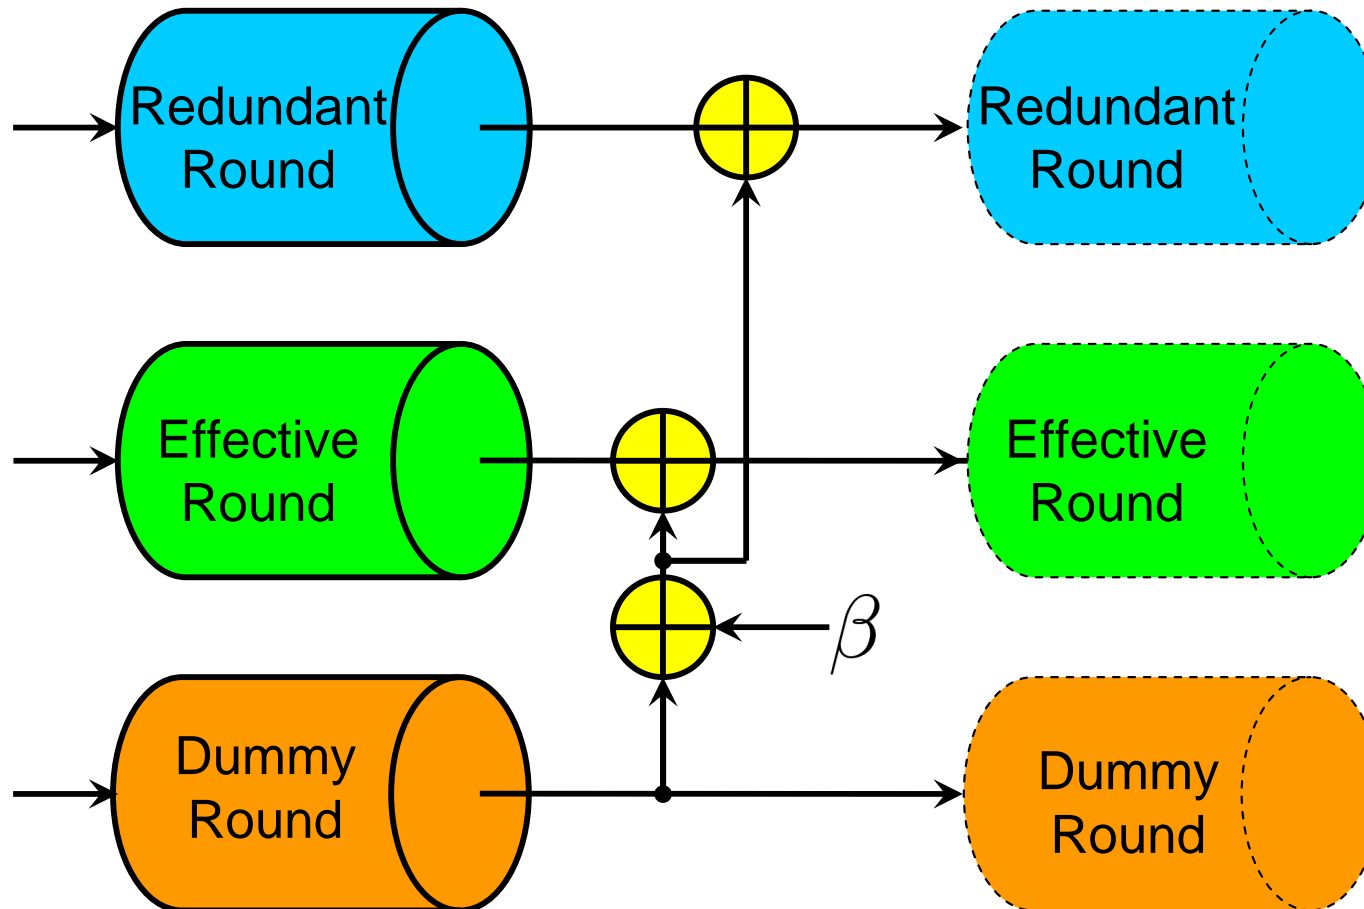 Redundant
Round
Redundant
Round
Effective
Round
Effective
Round
β
Dummy
Round
Dummy
Round